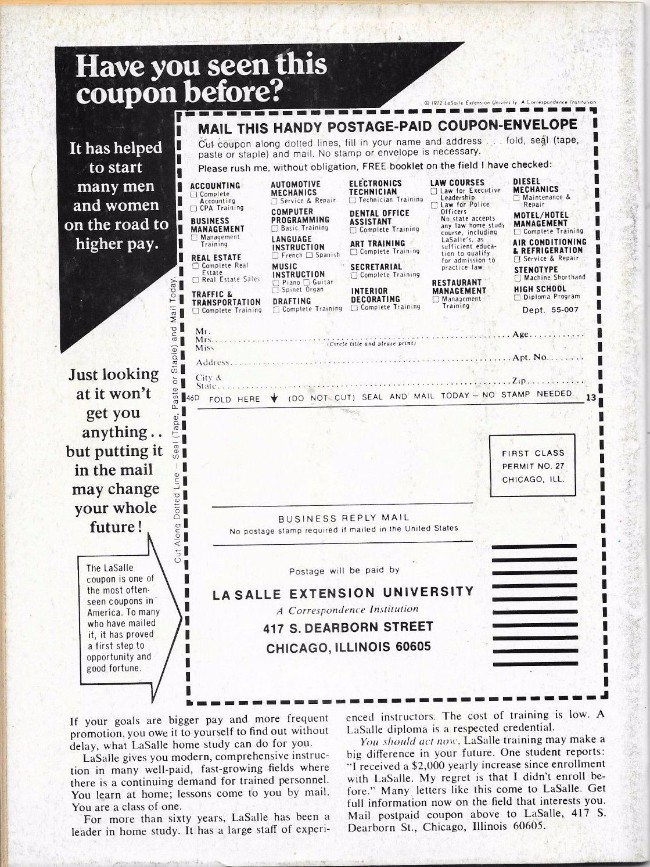 Have you seen this
coupon before?
© 1972 LaSalle Extension University A Correspondence Institution
It has helped
to start
many men
and women
on the road to
higher pay.
MAIL THIS HANDY POSTAGE-PAID COUPON-ENVELOPE
Cut coupon along dotted lines, fill in your name and address . . . fold, seal (tape,
paste or staple) and mail. No stamp or envelope is necessary.
Please rush me, without obligation, FREE booklet on the field I have checked:
ACCOUNTING
☐ Complete
Accounting
☐ CPA Training
BUSINESS
MANAGEMENT
☐ Management
Training
REAL ESTATE
☐ Complete Real
Estate
☐ Real Estate Sales
TRAFFIC &
TRANSPORTATION
☐ Complete Training
AUTOMOTIVE
MECHANICS
☐ Service & Repair
COMPUTER
PROGRAMMING
☐ Basic Training
LANGUAGE
INSTRUCTION
☐ French ☐ Spanish
MUSIC
INSTRUCTION
☐ Piano ☐ Guitar
☐ Spinet Organ
DRAFTING
☐ Complete Training
ELECTRONICS
TECHNICIAN
☐ Technician Training
DENTAL OFFICE
ASSISTANT
☐ Complete Training
ART TRAINING
☐ Complete Training
SECRETARIAL
☐ Complete Training
INTERIOR
DECORATING
☐ Complete Training
LAW COURSES
☐ Law for Executive
Leadership
☐ Law for Police
Officers
No state accepts
any law home study
course, including
LaSalle's, as
sufficient educa-
tion to qualify
for admission to
practice law.
RESTAURANT
MANAGEMENT
☐ Management
Training
DIESEL
MECHANICS
☐ Maintenance &
Repair
MOTEL/HOTEL
MANAGEMENT
☐ Complete Training
AIR CONDITIONING
& REFRIGERATION
☐ Service & Repair
STENOTYPE
☐ Machine Shorthand
HIGH SCHOOL
☐ Diploma Program
Dept. 55-007
Mr.
Mrs. Age
Miss (Circle title and please print)
Address Apt. No.
City &
State Zip
46D FOLD HERE (DO NOT CUT) SEAL AND MAIL TODAY – NO STAMP NEEDED 13
Cut Along Dotted Line – Seal (Tape, Paste or Staple) and Mail Today.
Just looking
at it won't
get you
anything . .
but putting it
in the mail
may change
your whole
future!
FIRST CLASS
PERMIT NO. 27
CHICAGO, ILL.
BUSINESS REPLY MAIL
No postage stamp required if mailed in the United States
Postage will be paid by
LA SALLE EXTENSION UNIVERSITY
A Correspondence Institution
417 S. DEARBORN STREET
CHICAGO, ILLINOIS 60605
The LaSalle
coupon is one of
the most often-
seen coupons in
America. To many
who have mailed
it, it has proved
a first step to
opportunity and
good fortune.
If your goals are bigger pay and more frequent
promotion, you owe it to yourself to find out without
delay, what LaSalle home study can do for you.
LaSalle gives you modern, comprehensive instruc-
tion in many well-paid, fast-growing fields where
there is a continuing demand for trained personnel.
You learn at home; lessons come to you by mail.
You are a class of one.
For more than sixty years, LaSalle has been a
leader in home study. It has a large staff of experi-
enced instructors. The cost of training is low. A
LaSalle diploma is a respected credential.
You should act now. LaSalle training may make a
big difference in your future. One student reports:
"I received a $2,000 yearly increase since enrollment
with LaSalle. My regret is that I didn't enroll be-
fore." Many letters like this come to LaSalle. Get
full information now on the field that interests you.
Mail postpaid coupon above to LaSalle, 417 S.
Dearborn St., Chicago, Illinois 60605.